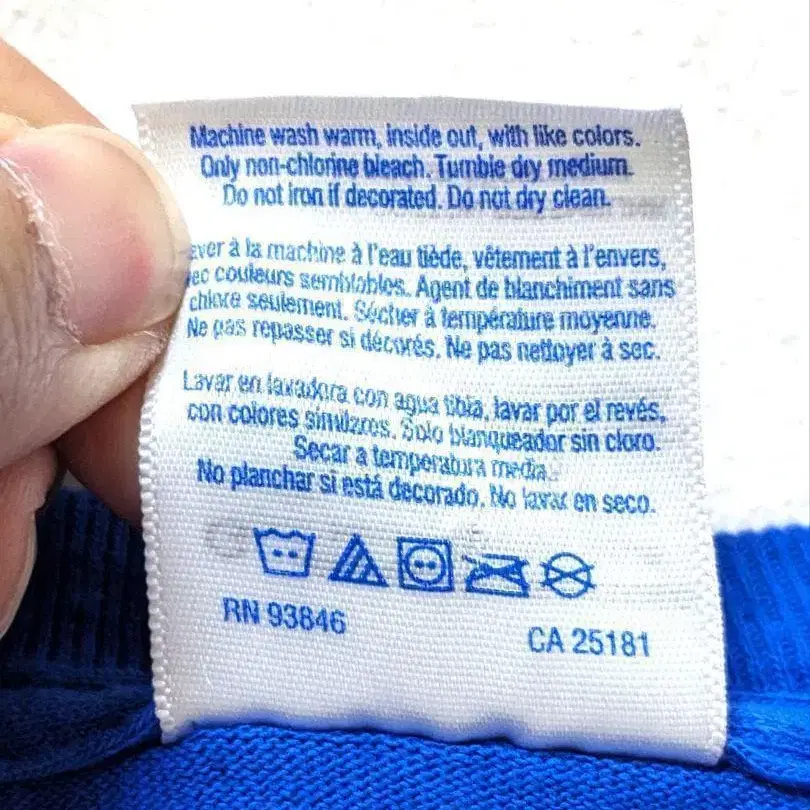 Machine wash warm, inside out, with like colors.
Only non-chlorine bleach. Tumble dry medium.
Do not iron if decorated. Do not dry clean.
ver à la machine à l'eau tiède, vêtement à l'envers,
ec couleurs semblables. Agent de blanchiment sans
chlore seulement. Sécher à température moyenne.
Ne pas repasser si décorés. Ne pas nettoyer à sec.
Lavar en lavadora con agua tibia, lavar por el revés,
con colores similares. Solo blanqueador sin cloro.
Secar a temperatura media.
No planchar si está decorado. No lavar en seco.
RN 93846
CA 25181